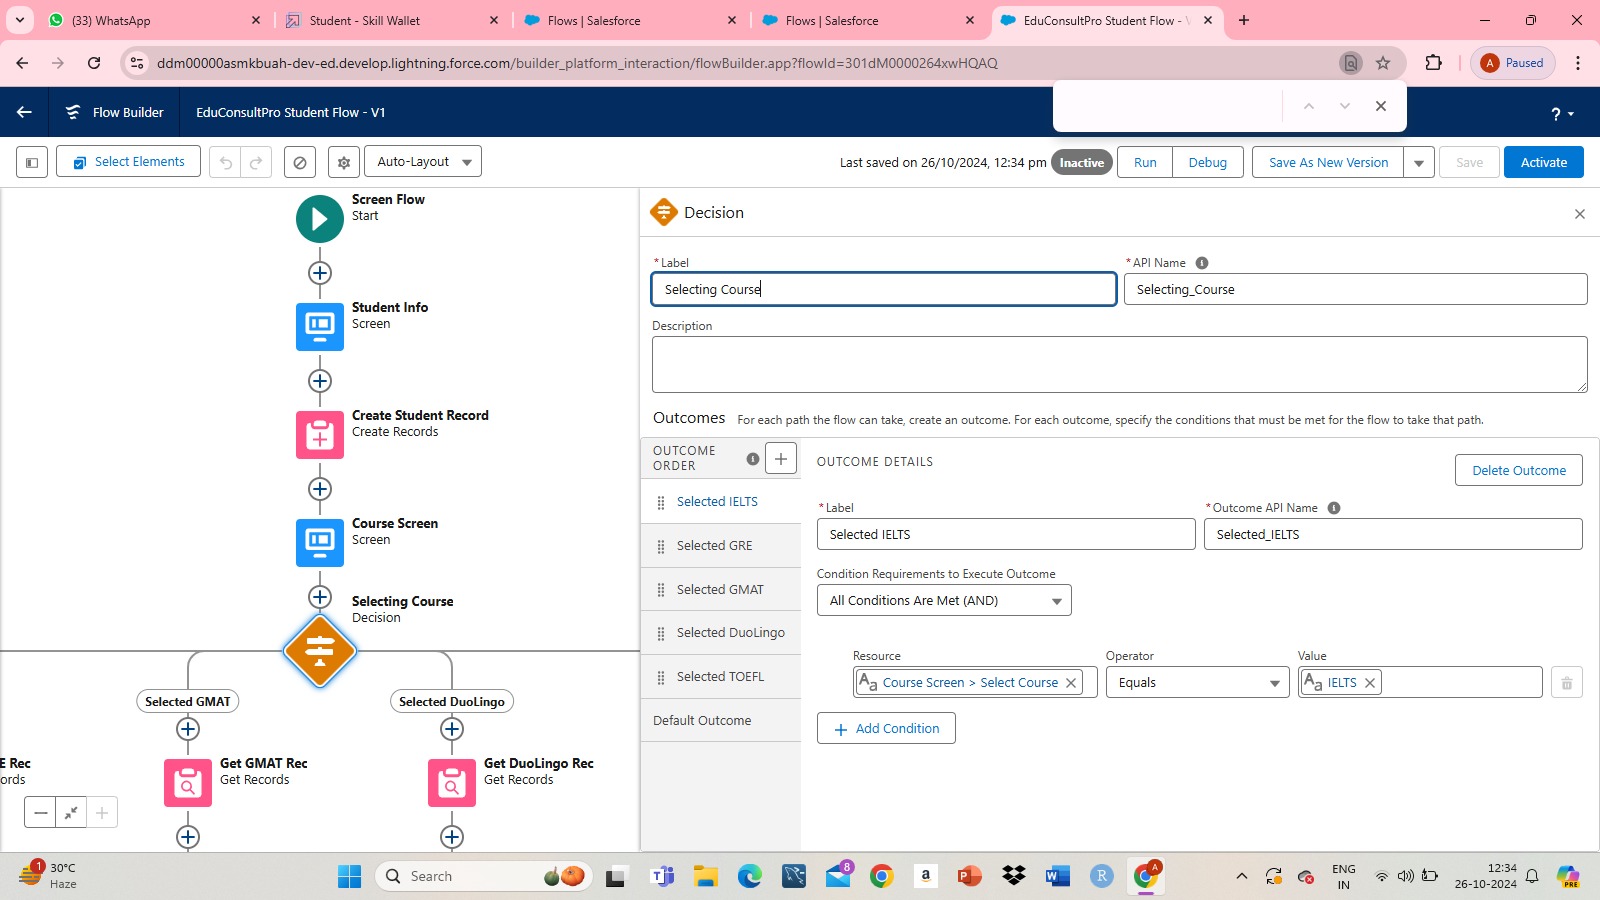 (33) WhatsApp
Student - Skill Wallet
Flows | Salesforce
Flows | Salesforce
EduConsultPro Student Flow - V
ddm00000asmkbuah-dev-ed.develop.lightning.force.com/builder_platform_interaction/flowBuilder.app?flowId=301dM0000264xwHQAQ
A Paused
Flow Builder
EduConsultPro Student Flow - V1
?
Select Elements
Auto-Layout
Last saved on 26/10/2024, 12:34 pm
Inactive
Run
Debug
Save As New Version
Save
Activate
Screen Flow
Start
Student Info
Screen
Create Student Record
Create Records
Course Screen
Screen
Selecting Course
Decision
Selected GMAT
Selected DuoLingo
E Rec
ords
Get GMAT Rec
Get Records
Get DuoLingo Rec
Get Records
Decision
*Label
Selecting Course
*API Name
Selecting_Course
Description
Outcomes
For each path the flow can take, create an outcome. For each outcome, specify the conditions that must be met for the flow to take that path.
OUTCOME
ORDER
Selected IELTS
Selected GRE
Selected GMAT
Selected DuoLingo
Selected TOEFL
Default Outcome
OUTCOME DETAILS
Delete Outcome
*Label
Selected IELTS
*Outcome API Name
Selected_IELTS
Condition Requirements to Execute Outcome
All Conditions Are Met (AND)
Resource
Aa Course Screen > Select Course
Operator
Equals
Value
Aa IELTS
Add Condition
1
30°C
Haze
Search
8
a
R
A
ENG
IN
12:34
26-10-2024
PRE